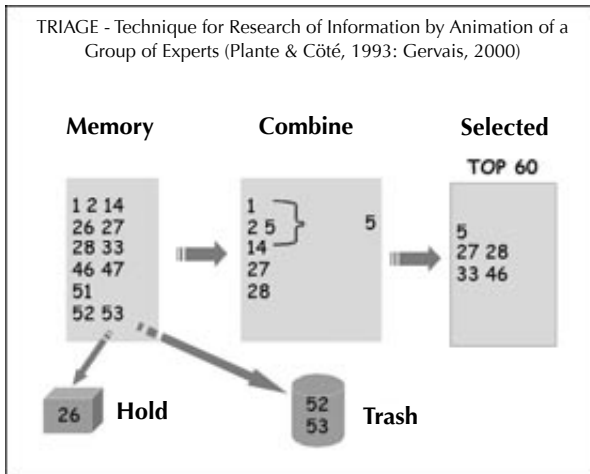 TRIAGE - Technique for Research of Information by Animation of a
Group of Experts (Plante & Cöté, 1993: Gervais, 2000)
Memory
1 2 14
26 27
28 33
46 47
51
52 53
Combine
1
2 5
14
27
28
5
Selected
TOP 60
5
27 28
33 46
26
Hold
52
53
Trash